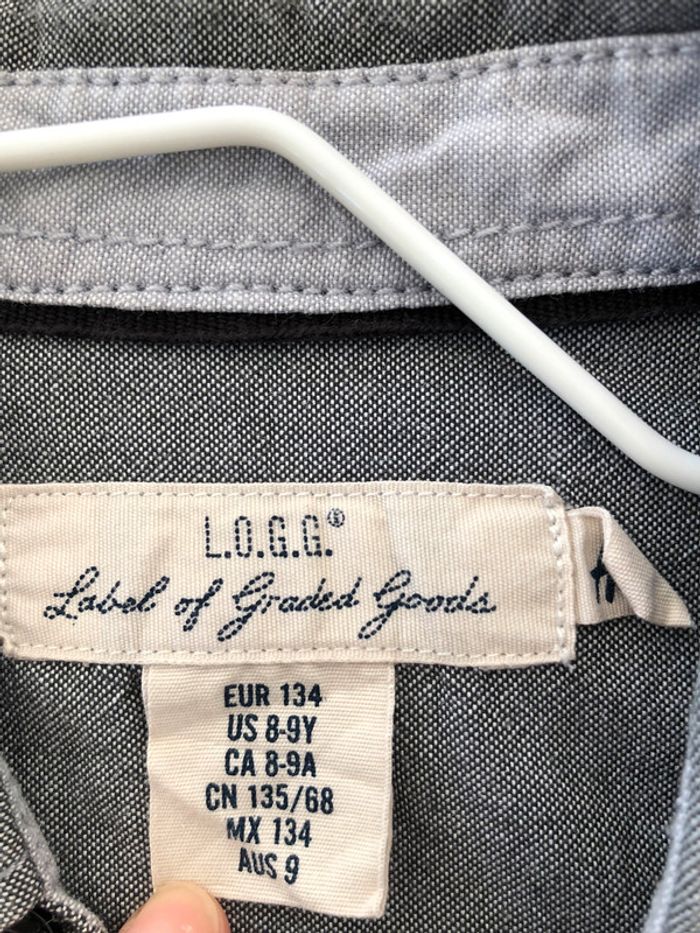 L.O.G.G.®
Label of Graded Goods
EUR 134
US 8-9Y
CA 8-9A
CN 135/68
MX 134
AUS 9